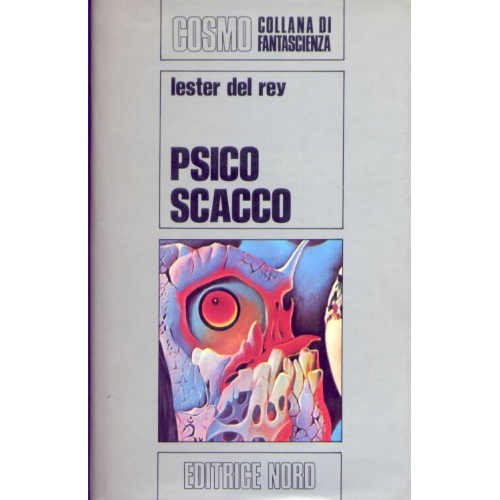 COSMO
COLLANA DI
FANTASCIENZA
lester del rey
PSICO
SCACCO
EDITRICE NORD